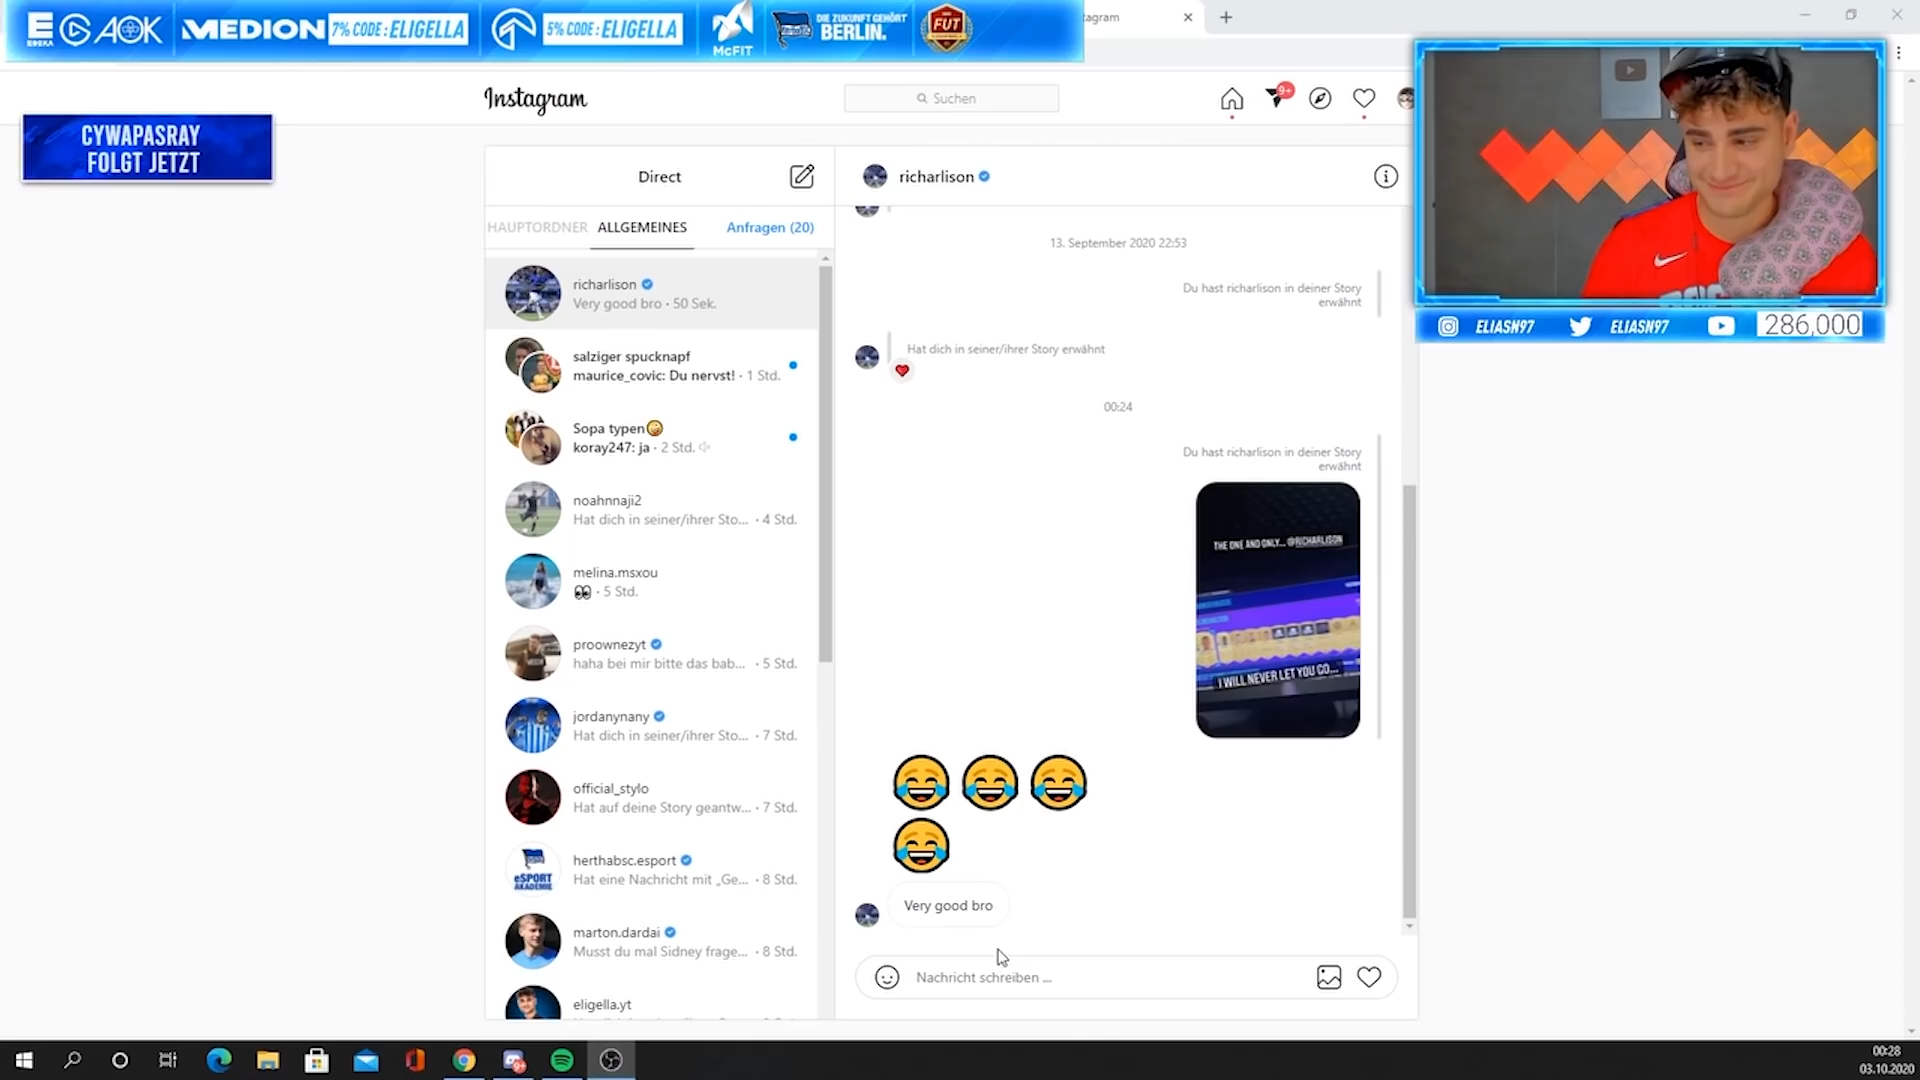 EDEKA
AOK
MEDION
7% CODE: ELIGELLA
5% CODE: ELIGELLA
McFIT
DIE ZUKUNFT GEHÖRT
BERLIN.
FUT
tagram
Instagram
Suchen
9+
CYWAPASRAY
FOLGT JETZT
Direct
richarlison
HAUPTORDNER
ALLGEMEINES
Anfragen (20)
richarlison
Very good bro · 50 Sek.
salziger spucknapf
maurice_covic: Du nervst! · 1 Std.
Sopa typen🤪
koray247: ja · 2 Std.
noahnnaji2
Hat dich in seiner/ihrer Sto... · 4 Std.
melina.msxou
👀 · 5 Std.
proownezyt
haha bei mir bitte das bab... · 5 Std.
jordanynany
Hat dich in seiner/ihrer Sto... · 7 Std.
official_stylo
Hat auf deine Story geantw... · 7 Std.
herthabsc.esport
Hat eine Nachricht mit „Ge... · 8 Std.
eSPORT
AKADEMIE
marton.dardai
Musst du mal Sidney frage... · 8 Std.
eligella.yt
13. September 2020 22:53
Du hast richarlison in deiner Story
erwähnt
Hat dich in seiner/ihrer Story erwähnt
00:24
Du hast richarlison in deiner Story
erwähnt
THE ONE AND ONLY... @RICHARLISON
I WILL NEVER LET YOU GO...
😂😂😂
😂
Very good bro
Nachricht schreiben ...
ELIASN97
ELIASN97
286,000
00:28
03.10.2020